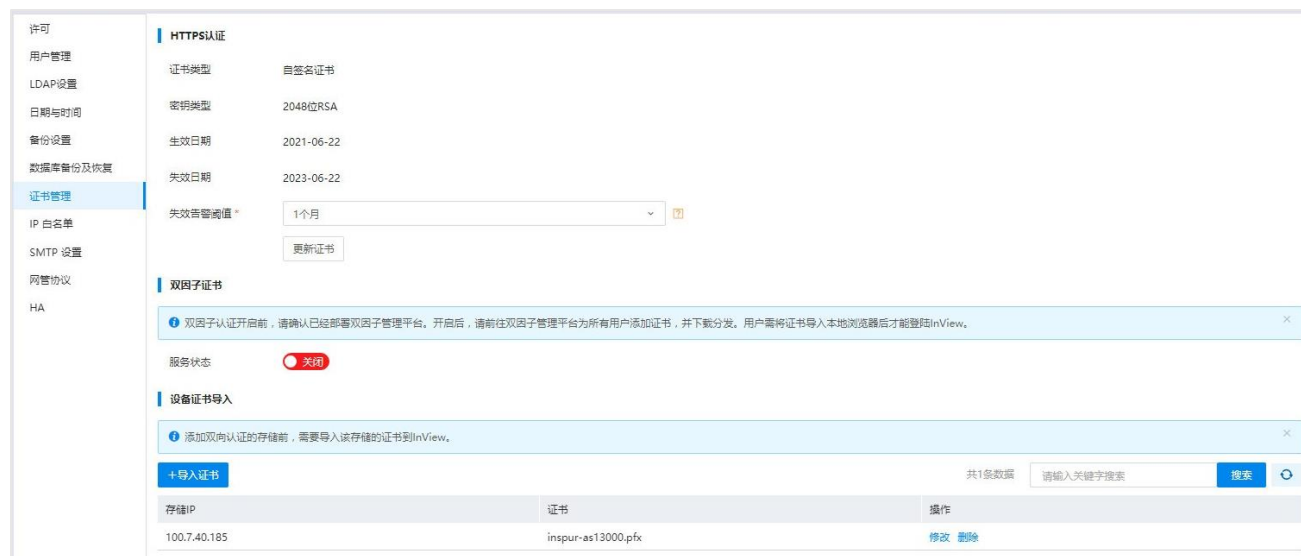 许可
用户管理
LDAP设置
日期与时间
备份设置
数据库备份及恢复
证书管理
IP 白名单
SMTP 设置
网管协议
HA
HTTPS认证
证书类型 自签名证书
密钥类型 2048位RSA
生效日期 2021-06-22
失效日期 2023-06-22
失效告警阈值 * 1个月
更新证书
双因子证书
双因子认证开启前，请确认已经部署双因子管理平台。开启后，请前往双因子管理平台为所有用户添加证书，并下载分发。用户需将证书导入本地浏览器后才能登陆InView。
服务状态 关闭
设备证书导入
添加双向认证的存储前，需要导入该存储的证书到InView。
+导入证书 共1条数据 请输入关键字搜索 搜索
存储IP 证书 操作
100.7.40.185 inspur-as13000.pfx 修改 删除